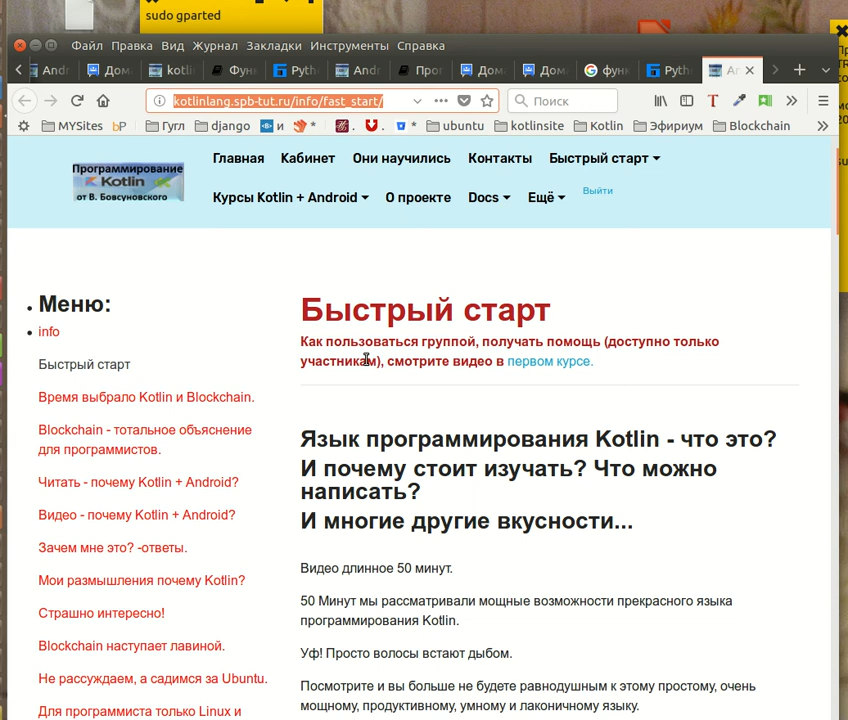 sudo gparted
Файл Правка Вид Журнал Закладки Инструменты Справка
Andr Дом kotli Фун Pyth Andr Про Дом Дом функ Pyth An
kotlinlang.spb-tut.ru/info/fast_start/ Поиск
MYSites bP Гугл django и * . . * . ubuntu kotlinsite Kotlin Эфириум Blockchain
Программирование
Kotlin
от В. Бовсуновского
Главная Кабинет Они научились Контакты Быстрый старт
Курсы Kotlin + Android О проекте Docs Ещё Выйти
Меню:
info
Быстрый старт
Время выбрало Kotlin и Blockchain.
Blockchain - тотальное объяснение
для программистов.
Читать - почему Kotlin + Android?
Видео - почему Kotlin + Android?
Зачем мне это? -ответы.
Мои размышления почему Kotlin?
Страшно интересно!
Blockchain наступает лавиной.
Не рассуждаем, а садимся за Ubuntu.
Для программиста только Linux и
Быстрый старт
Как пользоваться группой, получать помощь (доступно только
участникам), смотрите видео в первом курсе.
Язык программирования Kotlin - что это?
И почему стоит изучать? Что можно
написать?
И многие другие вкусности...
Видео длинное 50 минут.
50 Минут мы рассматривали мощные возможности прекрасного языка
программирования Kotlin.
Уф! Просто волосы встают дыбом.
Посмотрите и вы больше не будете равнодушным к этому простому, очень
мощному, продуктивному, умному и лаконичному языку.